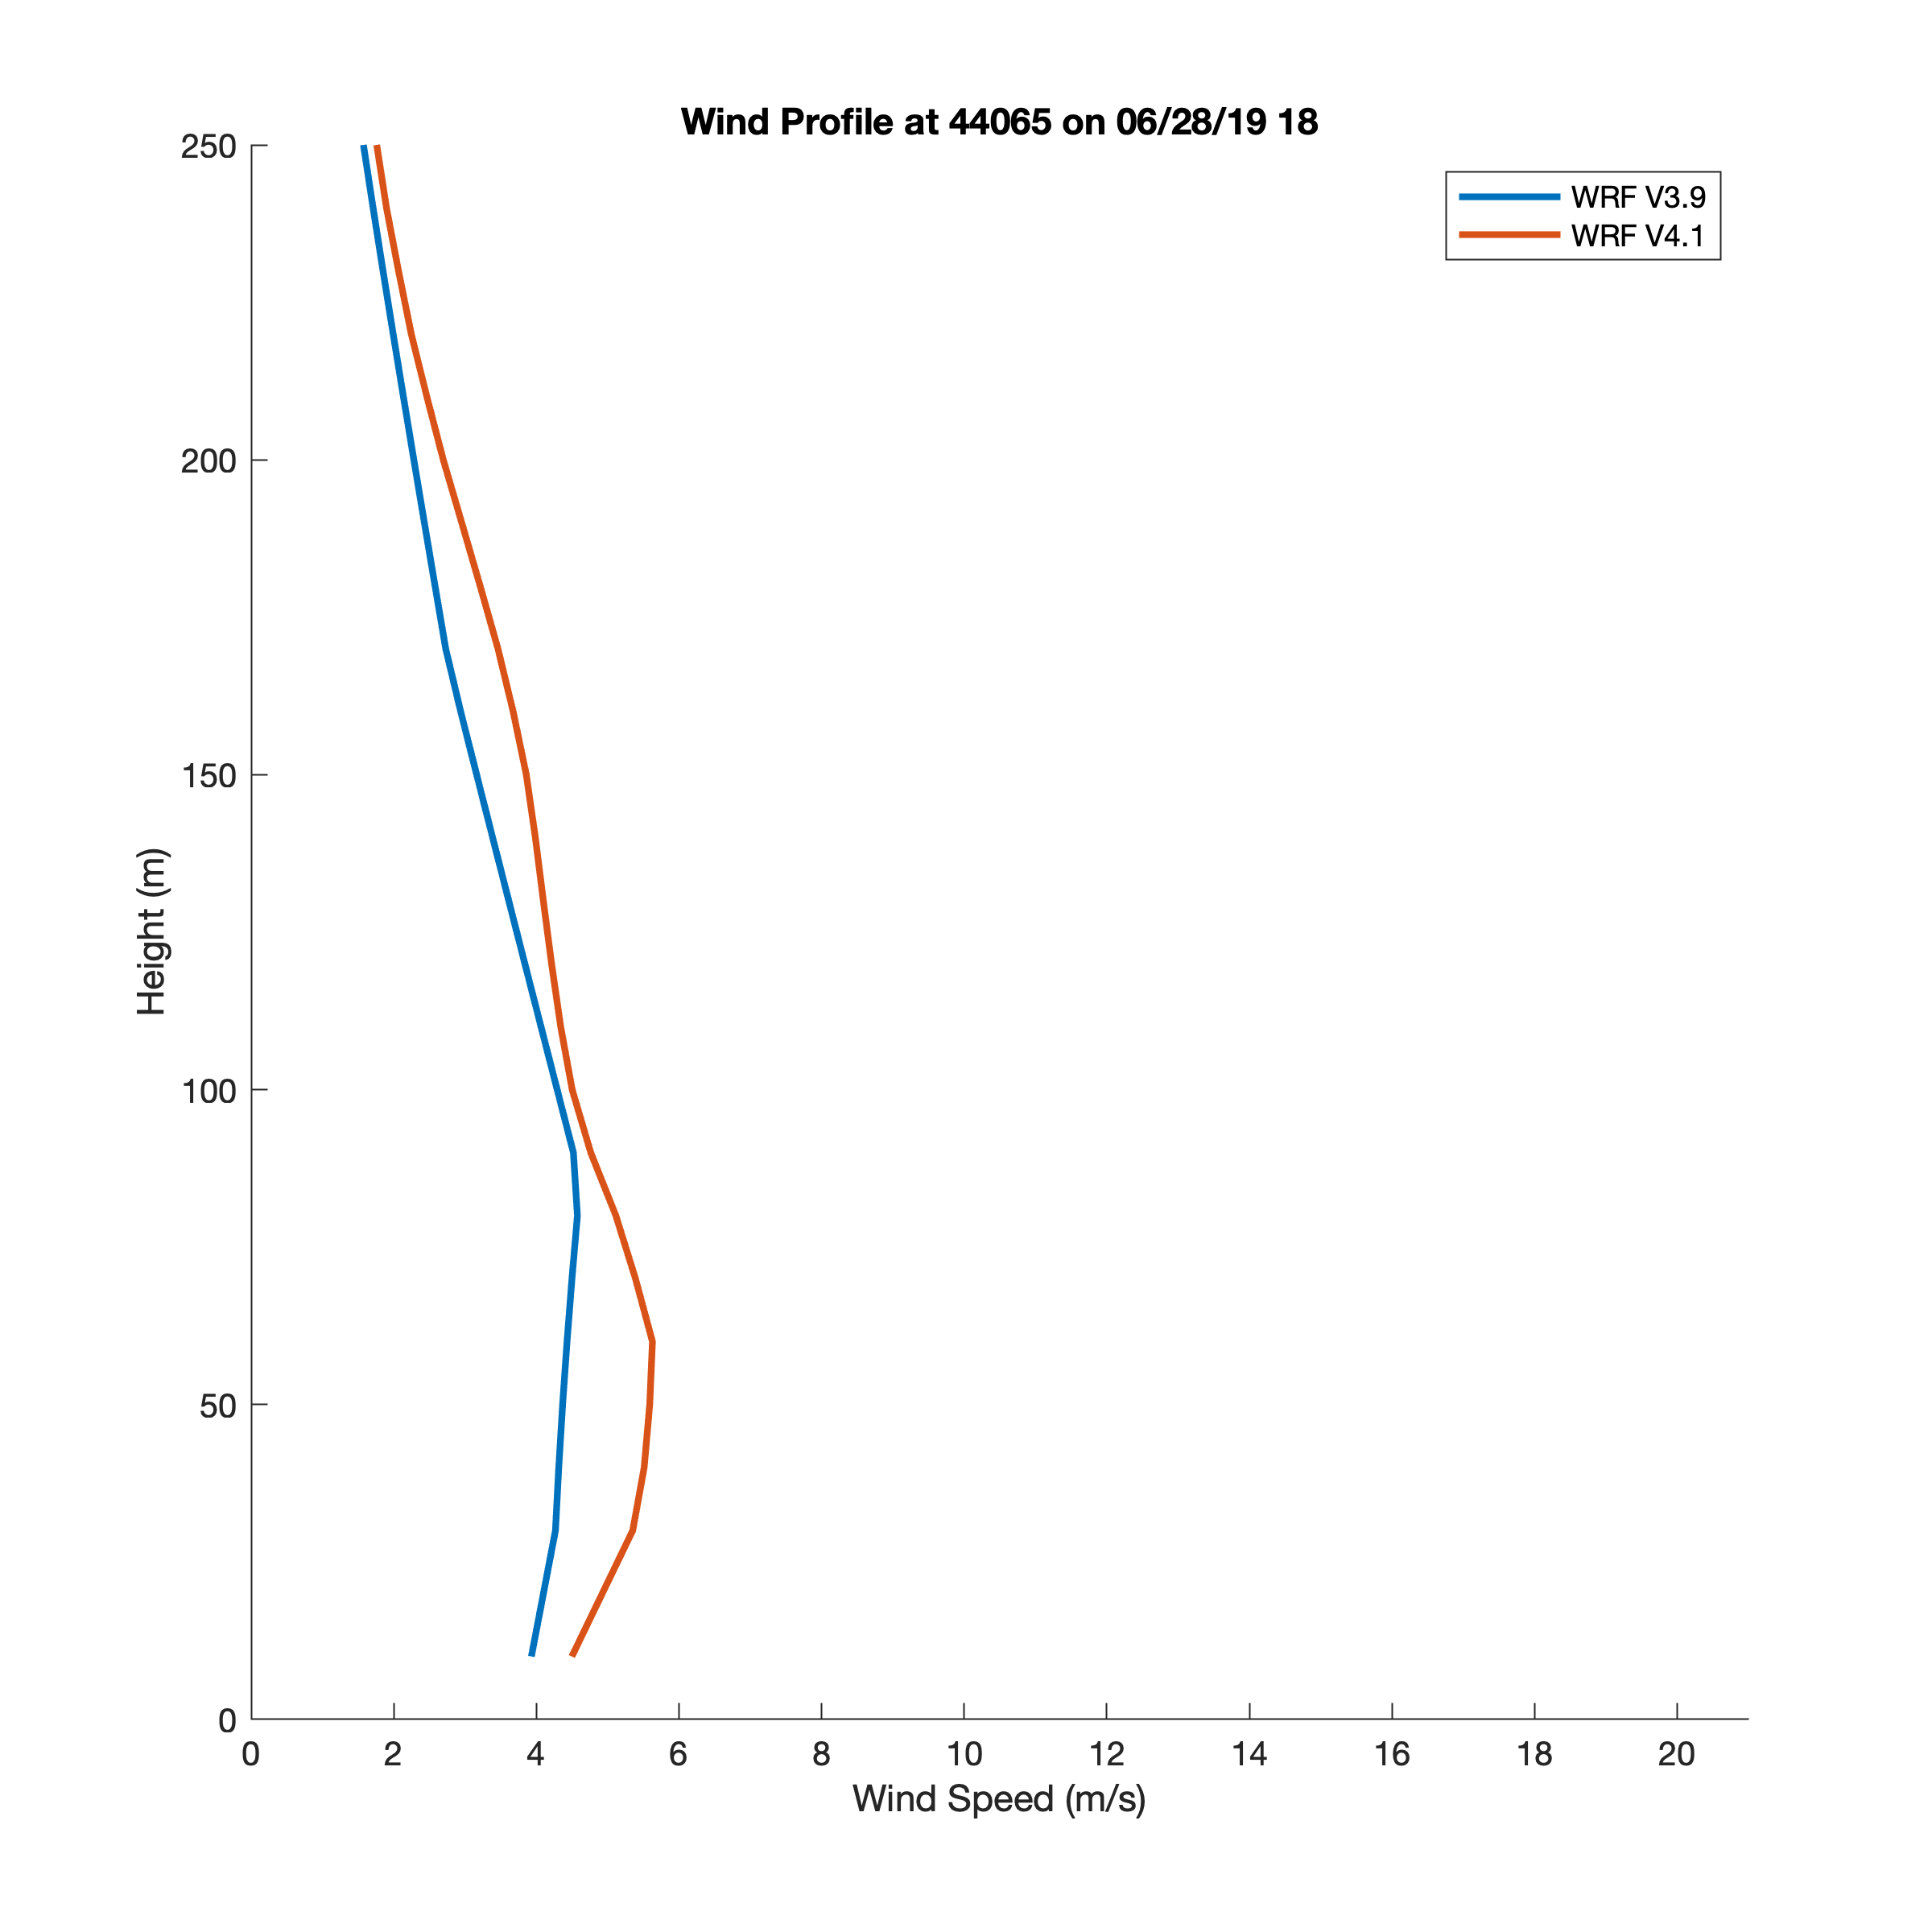 Wind Profile at 44065 on 06/28/19 18
WRF V3.9
WRF V4.1
250
200
150
100
50
0
Height (m)
0 2 4 6 8 10 12 14 16 18 20
Wind Speed (m/s)